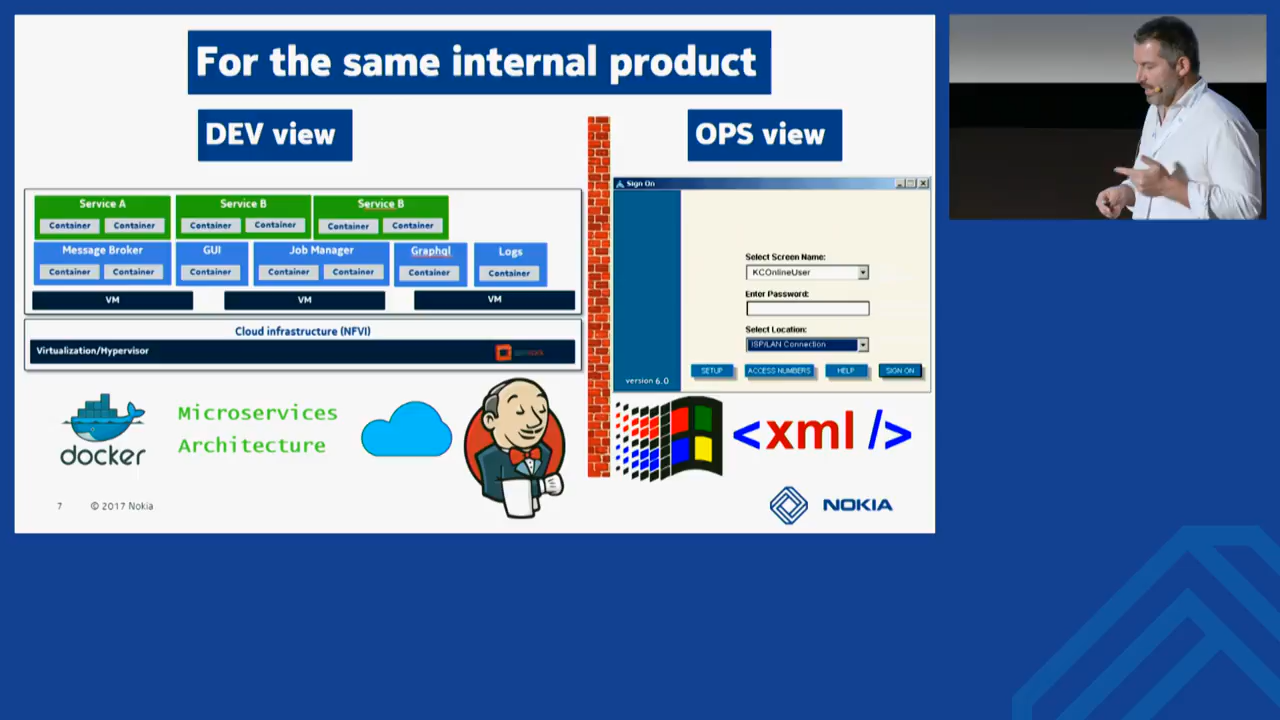 For the same internal product
DEV view
OPS view
Service A
Service B
Service B
Container
Container
Container
Container
Container
Container
Message Broker
GUI
Job Manager
Graphql
Logs
Container
Container
Container
Container
Container
Container
Container
VM
VM
VM
Cloud infrastructure (NFVI)
Virtualization/Hypervisor
docker
Microservices
Architecture
Sign On
Select Screen Name:
KCOnlineUser
Enter Password:
Select Location:
ISP/LAN Connection
SETUP
ACCESS NUMBERS
HELP
SIGN ON
version 6.0
<xml />
7
© 2017 Nokia
NOKIA